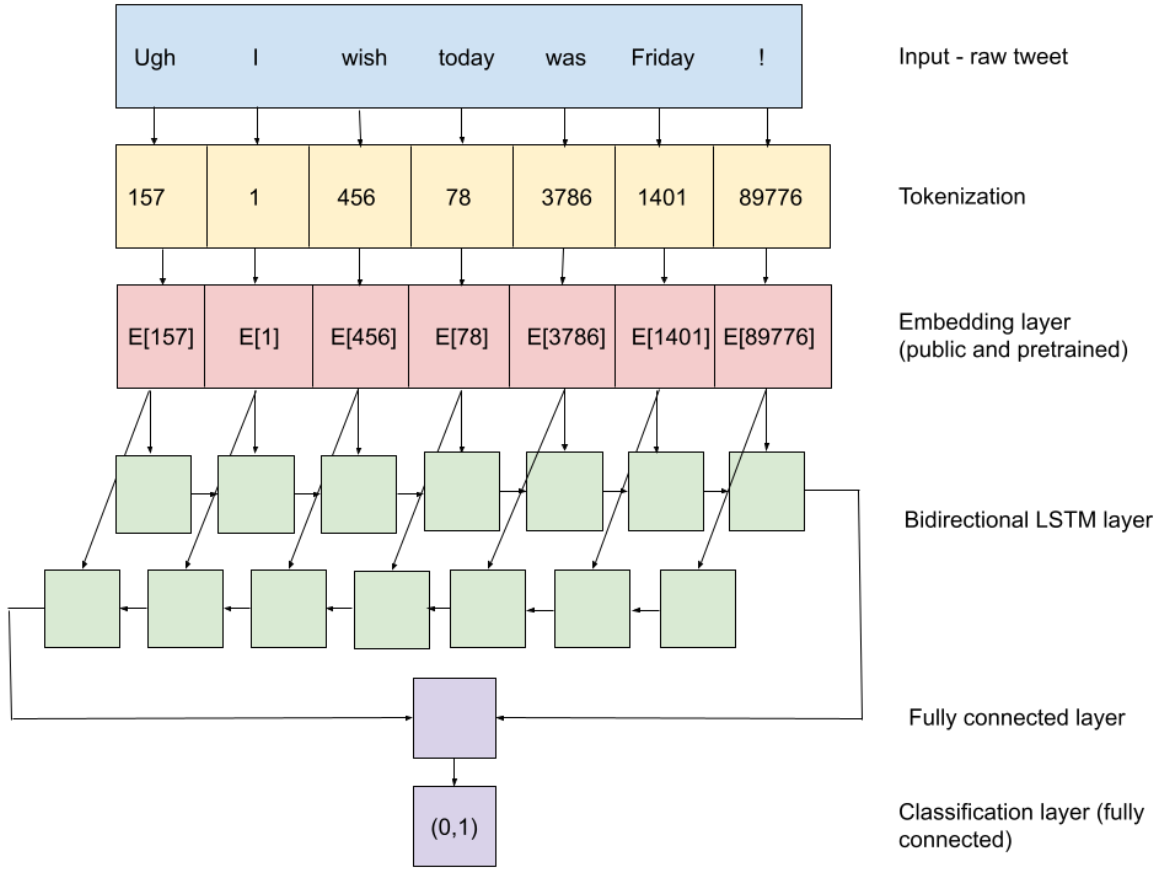 Ugh I wish today was Friday !
Input - raw tweet
157 1 456 78 3786 1401 89776
Tokenization
E[157] E[1] E[456] E[78] E[3786] E[1401] E[89776]
Embedding layer
(public and pretrained)
Bidirectional LSTM layer
Fully connected layer
(0,1)
Classification layer (fully
connected)